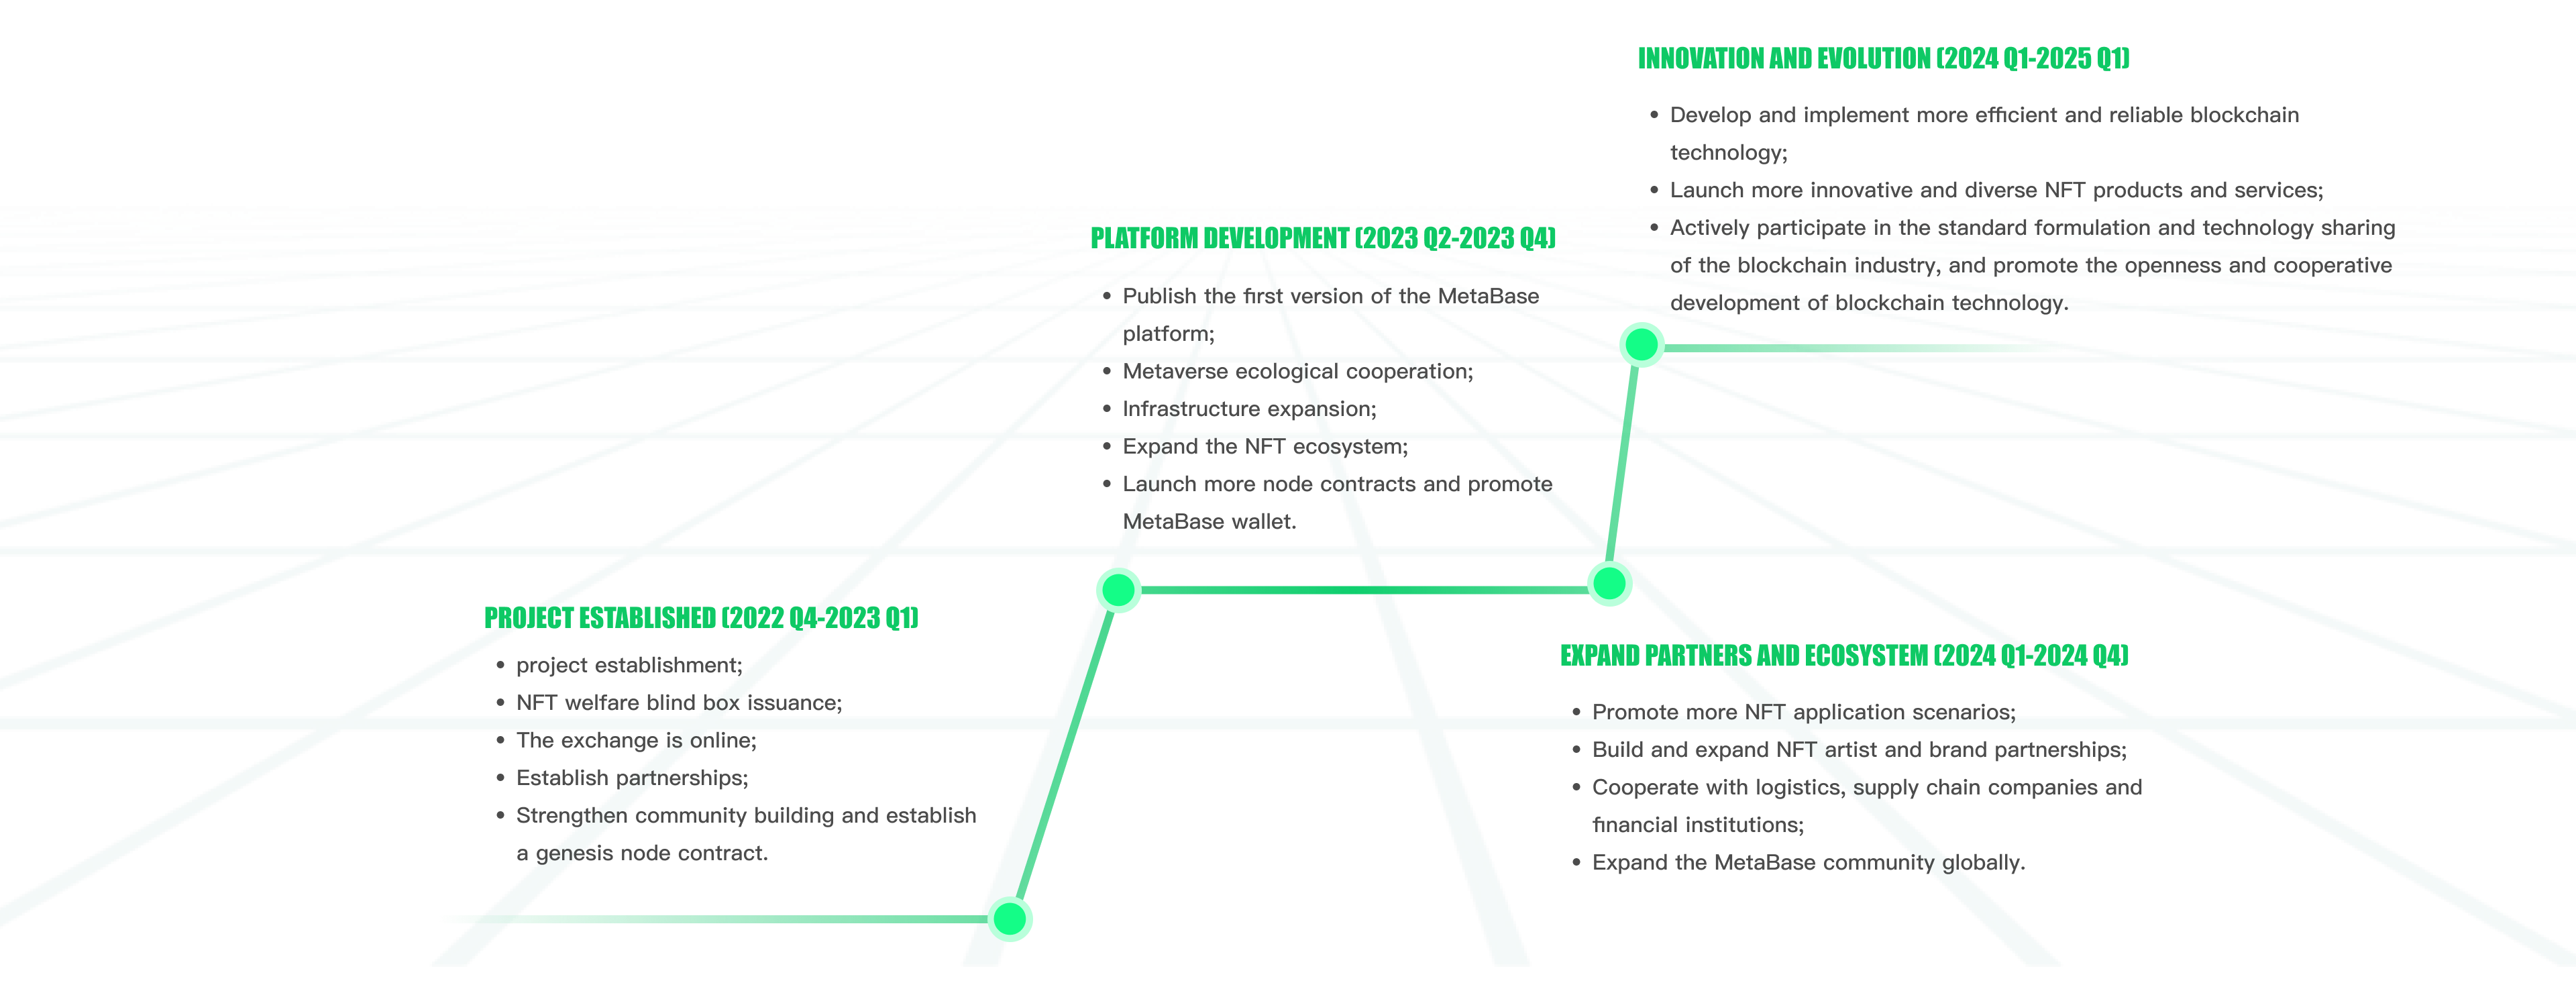 PROJECT ESTABLISHED (2022 Q4-2023 Q1)
• project establishment;
• NFT welfare blind box issuance;
• The exchange is online;
• Establish partnerships;
• Strengthen community building and establish
a genesis node contract.
PLATFORM DEVELOPMENT (2023 Q2-2023 Q4)
• Publish the first version of the MetaBase
platform;
• Metaverse ecological cooperation;
• Infrastructure expansion;
• Expand the NFT ecosystem;
• Launch more node contracts and promote
MetaBase wallet.
EXPAND PARTNERS AND ECOSYSTEM (2024 Q1-2024 Q4)
• Promote more NFT application scenarios;
• Build and expand NFT artist and brand partnerships;
• Cooperate with logistics, supply chain companies and
financial institutions;
• Expand the MetaBase community globally.
INNOVATION AND EVOLUTION (2024 Q1-2025 Q1)
• Develop and implement more efficient and reliable blockchain
technology;
• Launch more innovative and diverse NFT products and services;
• Actively participate in the standard formulation and technology sharing
of the blockchain industry, and promote the openness and cooperative
development of blockchain technology.